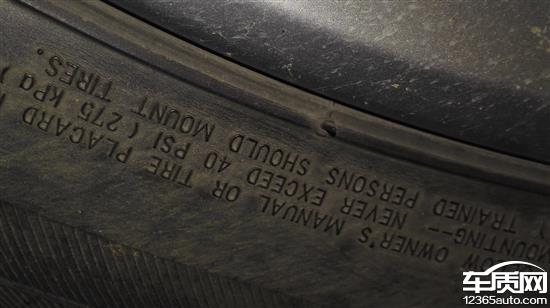 OWNER'S MANUAL OR TIRE PLACARD
MOUNTING-- NEVER EXCEED 40 PSI (275 kPa)
TRAINED PERSONS SHOULD MOUNT TIRES.
车质网
12365auto.com